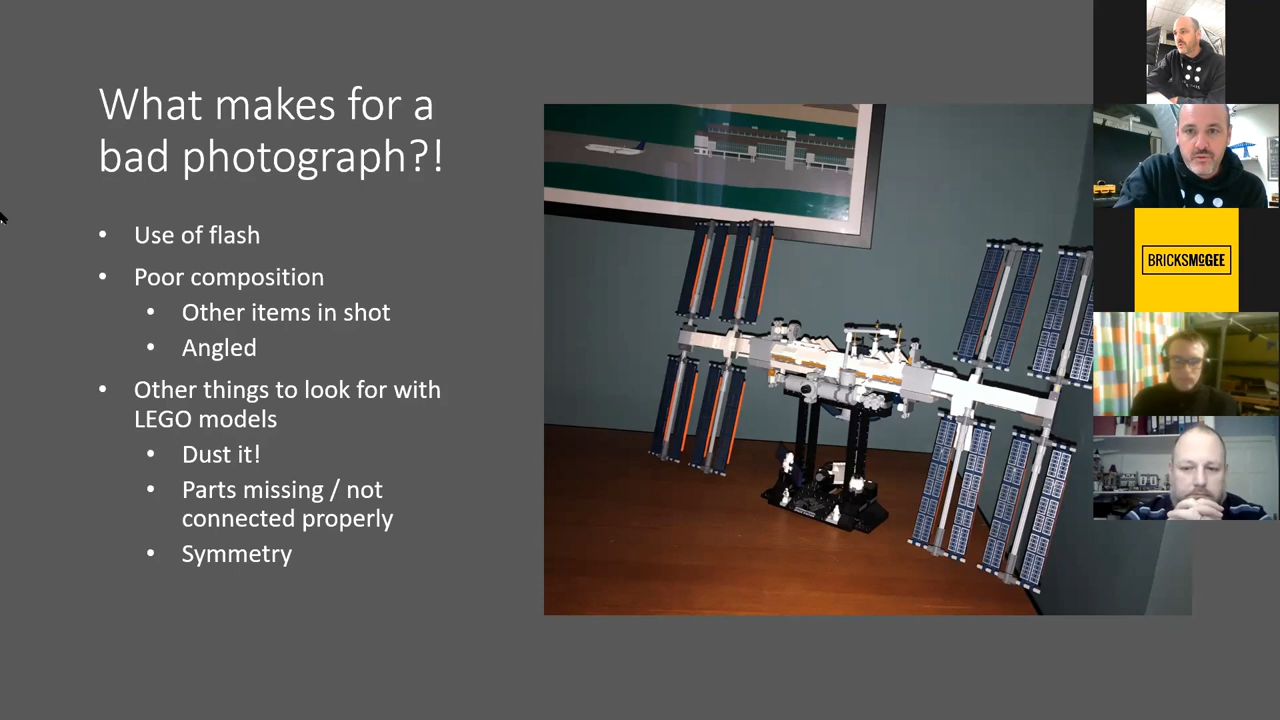 What makes for a
bad photograph?!
• Use of flash
• Poor composition
• Other items in shot
• Angled
• Other things to look for with
LEGO models
• Dust it!
• Parts missing / not
connected properly
• Symmetry
BRICKSMCGEE